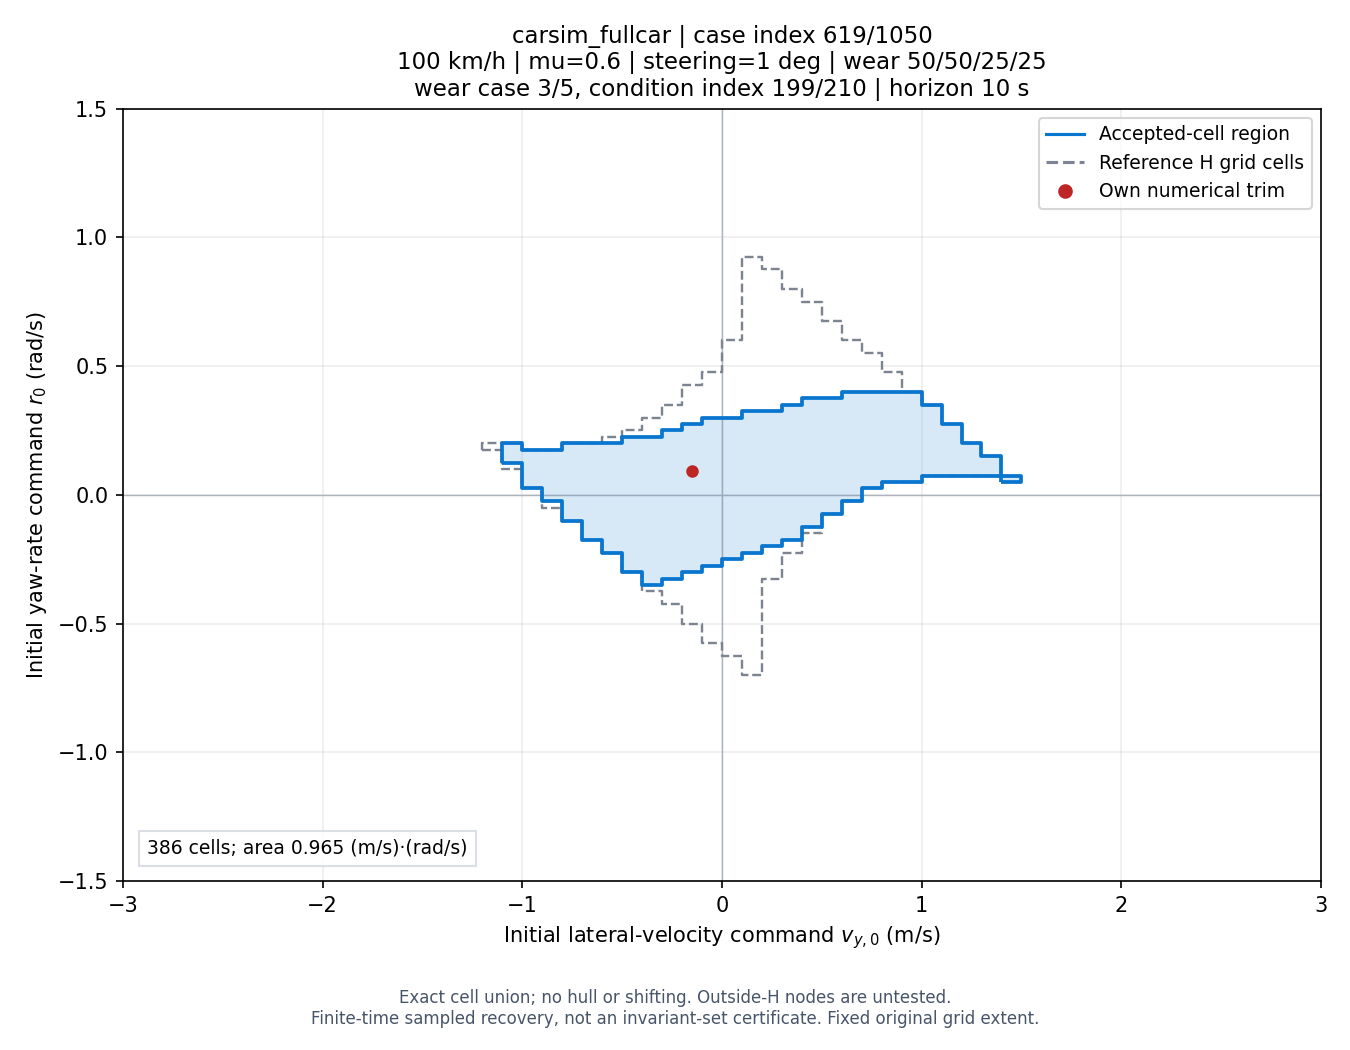 carsim_fullcar | case index 619/1050
100 km/h | mu=0.6 | steering=1 deg | wear 50/50/25/25
wear case 3/5, condition index 199/210 | horizon 10 s
Accepted-cell region
Reference H grid cells
Own numerical trim
1.5
1.0
0.5
0.0
−0.5
−1.0
−1.5
Initial yaw-rate command r₀ (rad/s)
386 cells; area 0.965 (m/s)·(rad/s)
−3
−2
−1
0
1
2
3
Initial lateral-velocity command v_{y,0} (m/s)
Exact cell union; no hull or shifting. Outside-H nodes are untested.
Finite-time sampled recovery, not an invariant-set certificate. Fixed original grid extent.